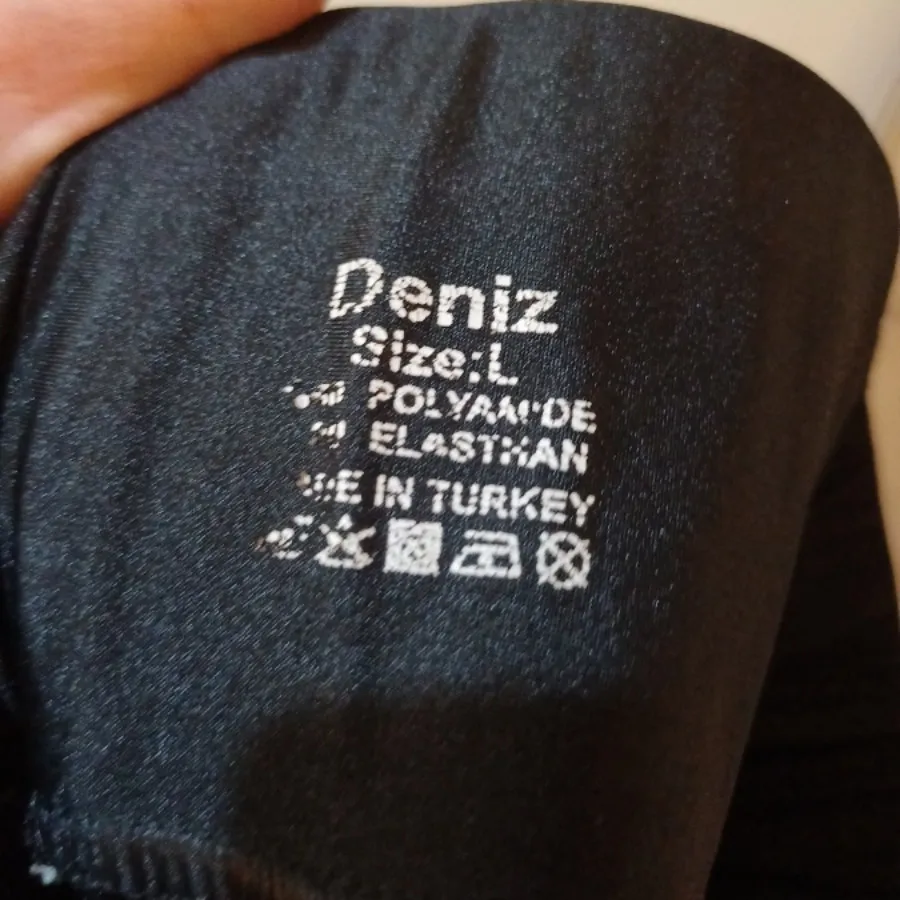 Deniz
Size:L
POLYAMIDE
ELASTHAN
IN TURKEY